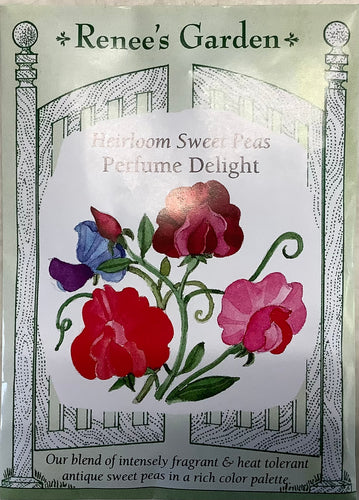 Renee's Garden
Heirloom Sweet Peas
Perfume Delight
Our blend of intensely fragrant & heat tolerant
antique sweet peas in a rich color palette.